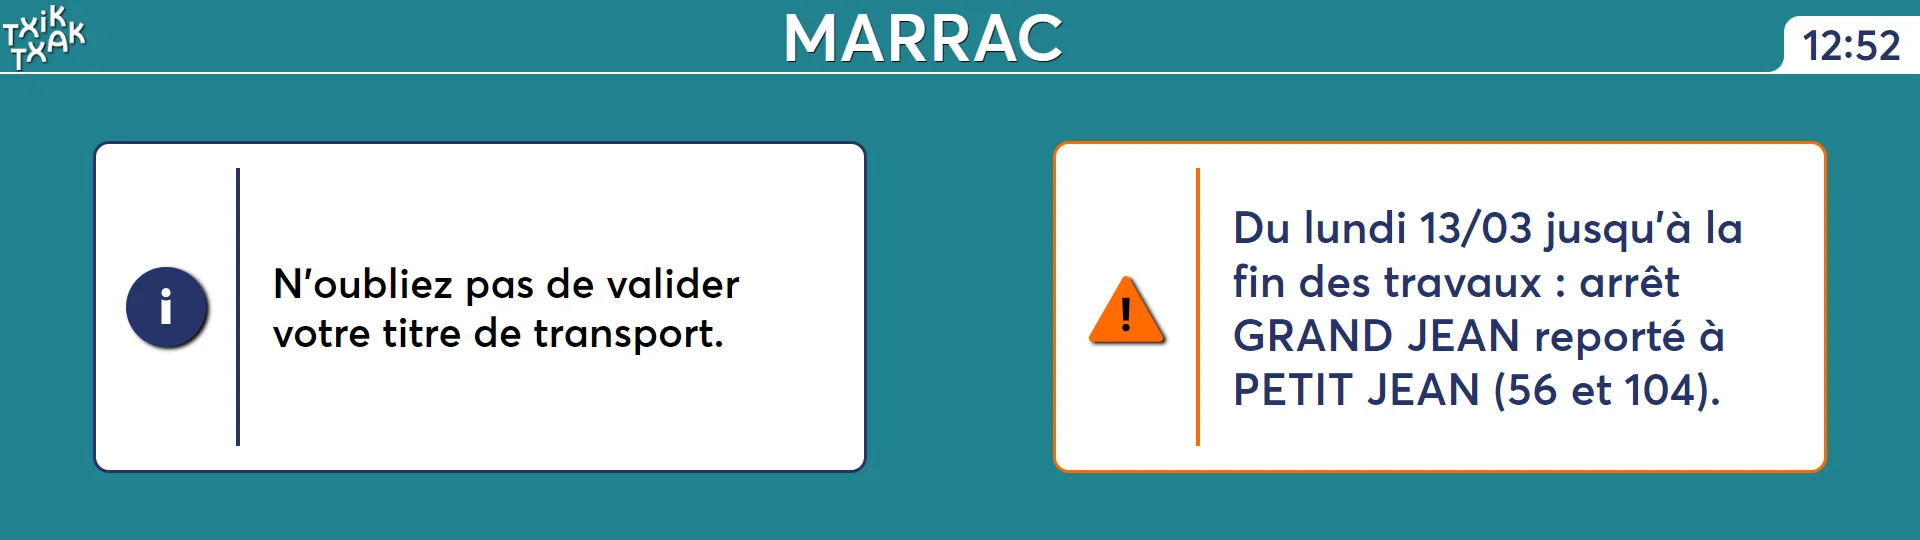 TXIK
TXAK
MARRAC
12:52
i
N'oubliez pas de valider
votre titre de transport.
!
Du lundi 13/03 jusqu'à la
fin des travaux : arrêt
GRAND JEAN reporté à
PETIT JEAN (56 et 104).